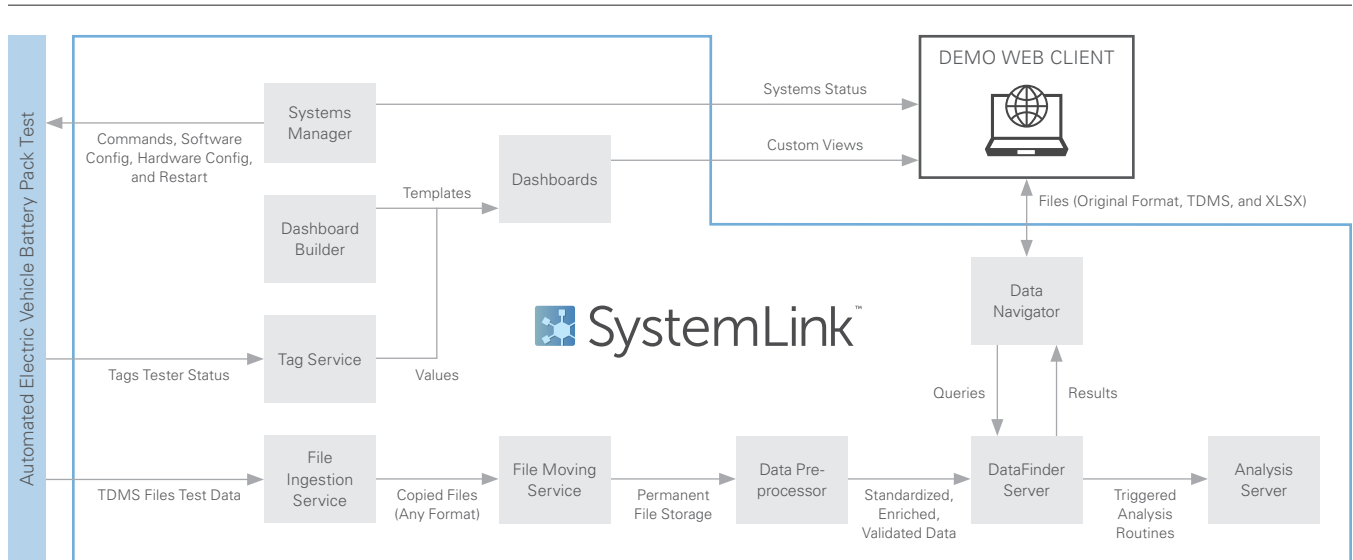 Automated Electric Vehicle Battery Pack Test
DEMO WEB CLIENT
Systems
Manager
Systems Status
Commands, Software
Config, Hardware Config,
and Restart
Custom Views
Dashboards
Templates
Dashboard
Builder
Files (Original Format, TDMS, and XLSX)
Data
Navigator
SystemLink™
Tag Service
Tags Tester Status
Values
Queries
Results
File
Ingestion
Service
TDMS Files Test Data
Copied Files
(Any Format)
File Moving
Service
Permanent
File Storage
Data Pre-
processor
Standardized,
Enriched,
Validated Data
DataFinder
Server
Triggered
Analysis
Routines
Analysis
Server